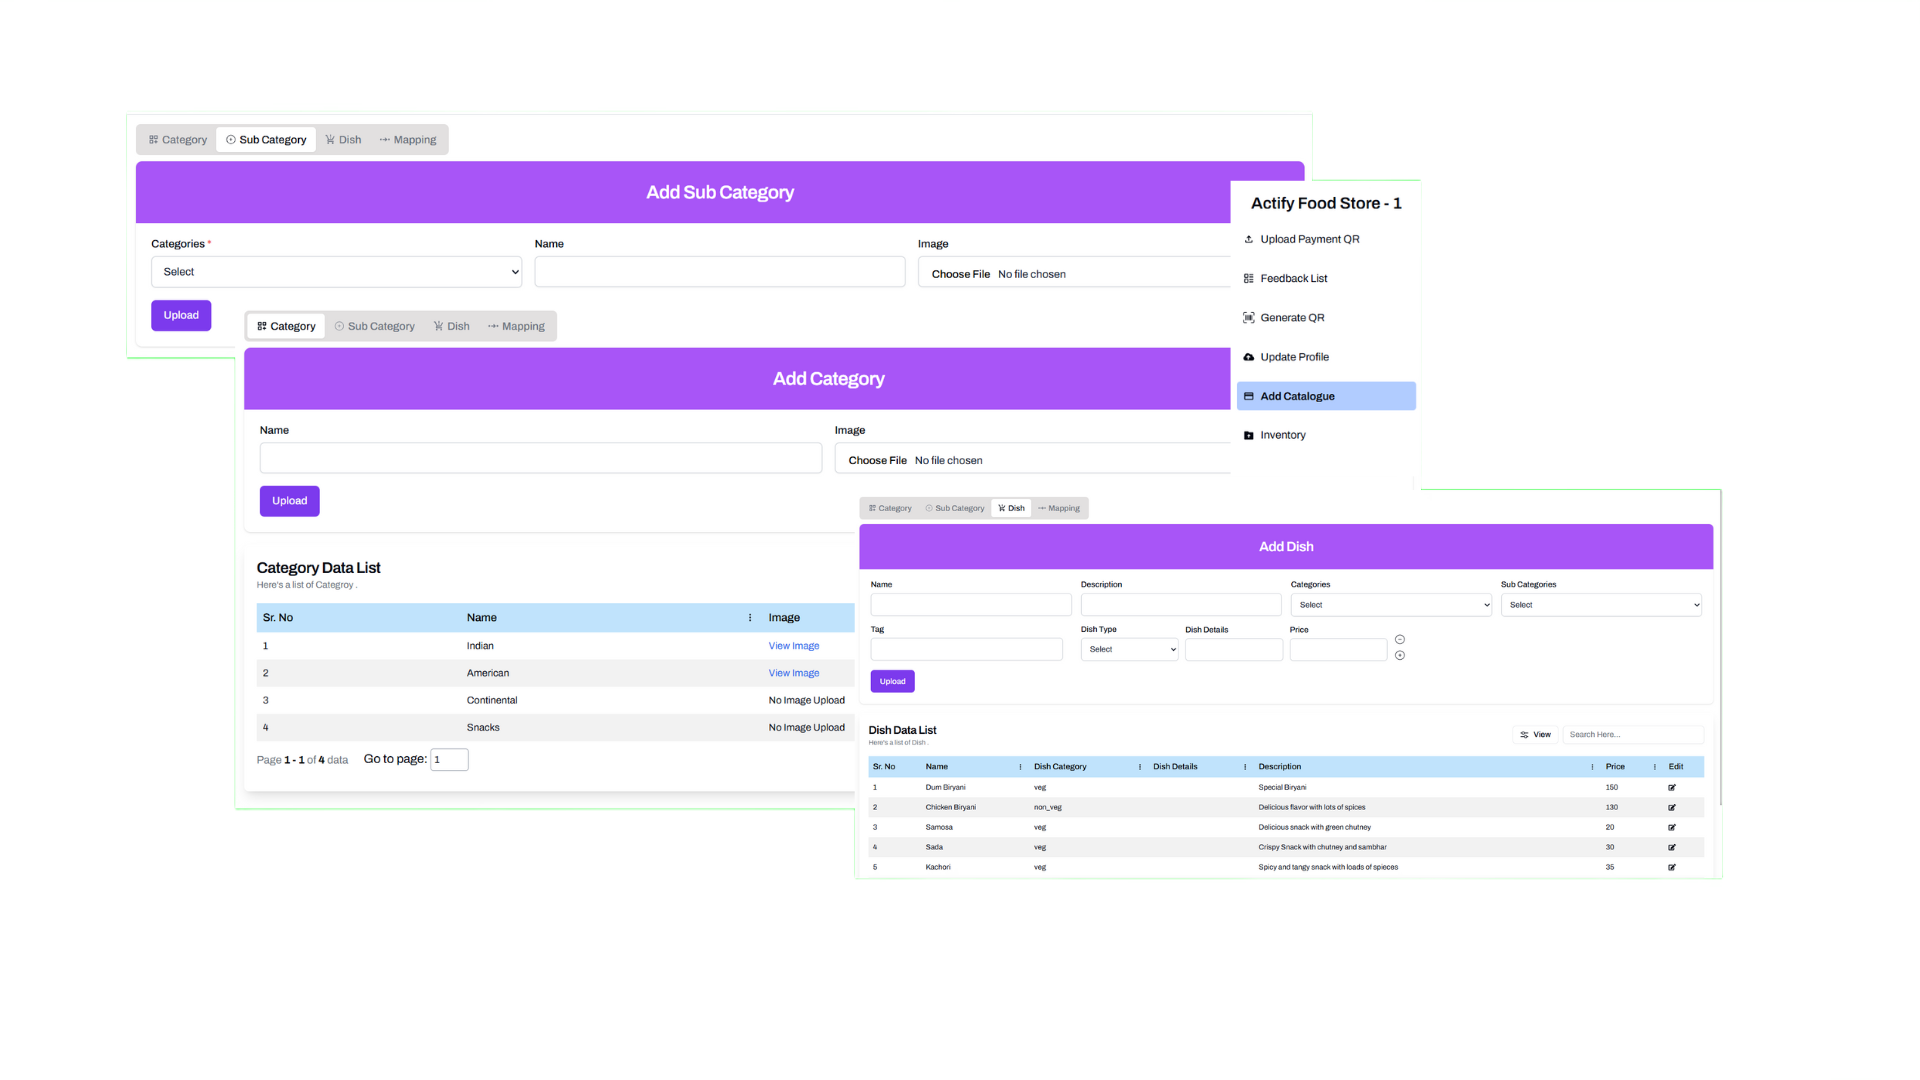 Category Sub Category Dish Mapping
Add Sub Category
Categories *
Name
Image
Select
Choose File No file chosen
Upload
Actify Food Store - 1
Upload Payment QR
Feedback List
Generate QR
Update Profile
Add Catalogue
Inventory
Category Sub Category Dish Mapping
Add Category
Name
Image
Choose File No file chosen
Upload
Category Data List
Here's a list of Categroy .
Sr. No Name Image
1 Indian View Image
2 American View Image
3 Continental No Image Upload
4 Snacks No Image Upload
Page 1 - 1 of 4 data Go to page: 1
Category Sub Category Dish Mapping
Add Dish
Name Description Categories Sub Categories
Select Select
Tag Dish Type Dish Details Price
Select
Upload
Dish Data List
Here's a list of Dish .
View Search Here...
Sr. No Name Dish Category Dish Details Description Price Edit
1 Dum Biryani veg Special Biryani 150
2 Chicken Biryani non_veg Delicious flavor with lots of spices 130
3 Samosa veg Delicious snack with green chutney 20
4 Sada veg Crispy Snack with chutney and sambhar 30
5 Kachori veg Spicy and tangy snack with loads of spieces 35